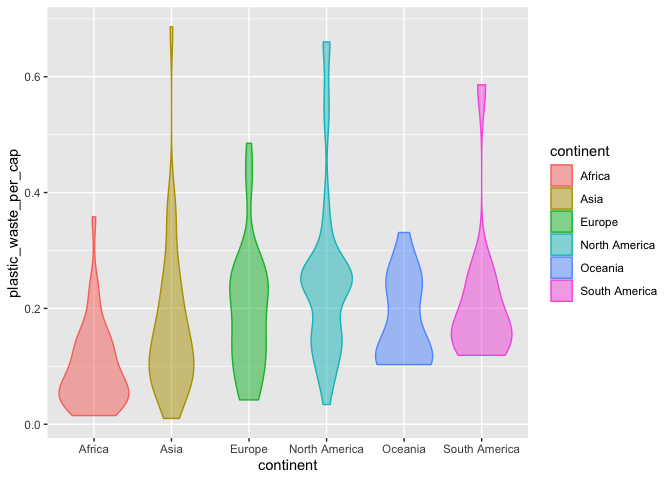 plastic_waste_per_cap
0.6
0.4
0.2
0.0
Africa
Asia
Europe
North America
Oceania
South America
continent
continent
Africa
Asia
Europe
North America
Oceania
South America